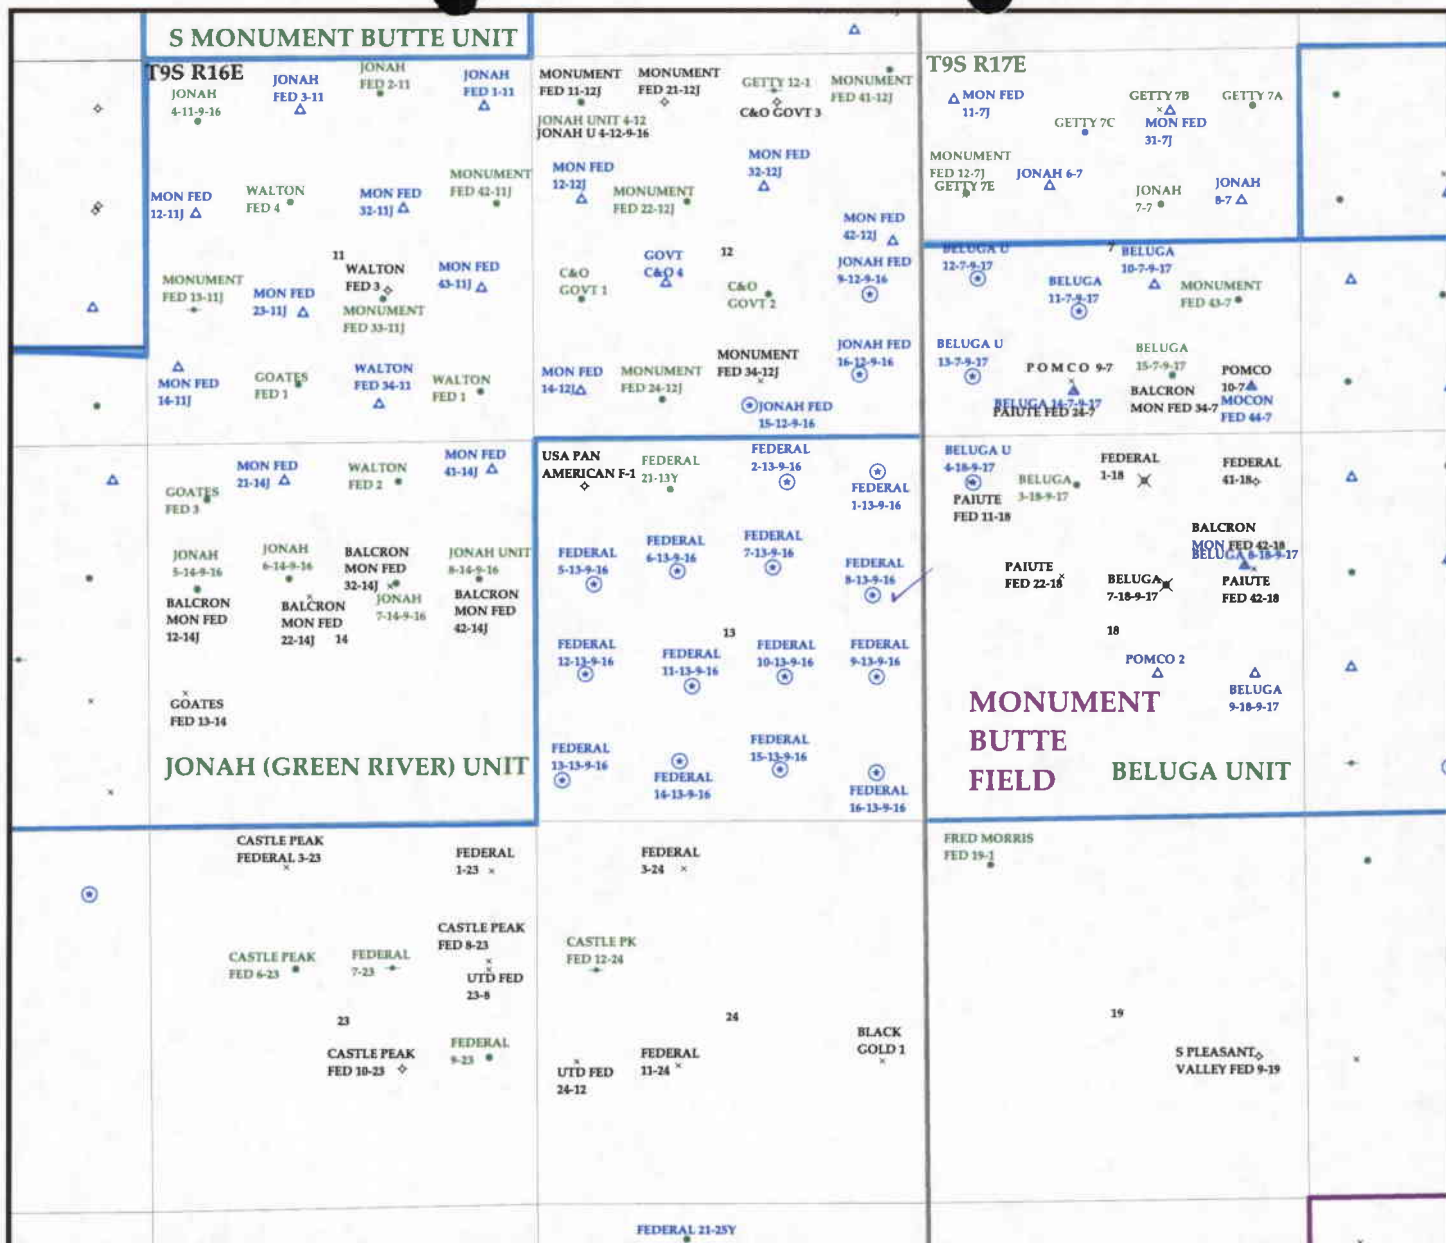 S MONUMENT BUTTE UNIT
T9S R16E
JONAH
4-11-9-16
JONAH
FED 3-11
JONAH
FED 2-11
JONAH
FED 1-11
MONUMENT
FED 11-12J
MONUMENT
FED 21-12J
GETTY 12-1
C&O GOVT 3
MONUMENT
FED 41-12J
JONAH UNIT 4-12
JONAH U 4-12-9-16
T9S R17E
MON FED
11-7J
GETTY 7B
MON FED
31-7J
GETTY 7A
GETTY 7C
MON FED
12-11J
WALTON
FED 4
MON FED
32-11J
MONUMENT
FED 42-11J
MON FED
12-12J
MONUMENT
FED 22-12J
MON FED
32-12J
MON FED
42-12J
MONUMENT
FED 12-7J
GETTY 7E
JONAH 6-7
JONAH
7-7
JONAH
8-7
11
MONUMENT
FED 13-11J
MON FED
23-11J
WALTON
FED 3
MONUMENT
FED 33-11J
MON FED
43-11J
C&O
GOVT 1
GOVT
C&O 4
12
C&O
GOVT 2
JONAH FED
9-12-9-16
BELUGA U
12-7-9-17
BELUGA
11-7-9-17
7
BELUGA
10-7-9-17
MONUMENT
FED 43-7
MON FED
14-11J
GOATES
FED 1
WALTON
FED 34-11
WALTON
FED 1
MON FED
14-12J
MONUMENT
FED 24-12J
MONUMENT
FED 34-12J
JONAH FED
16-12-9-16
JONAH FED
15-12-9-16
BELUGA U
13-7-9-17
POMCO 9-7
BELUGA 14-7-9-17
PAIUTE FED 24-7
BELUGA
15-7-9-17
BALCRON
MON FED 34-7
POMCO
10-7
MOCON
FED 44-7
GOATES
FED 3
MON FED
21-14J
WALTON
FED 2
MON FED
41-14J
USA PAN
AMERICAN F-1
FEDERAL
21-13Y
FEDERAL
2-13-9-16
FEDERAL
1-13-9-16
BELUGA U
4-18-9-17
PAIUTE
FED 11-18
BELUGA
3-18-9-17
FEDERAL
1-18
FEDERAL
41-18
JONAH
5-14-9-16
BALCRON
MON FED
12-14J
JONAH
6-14-9-16
BALCRON
MON FED
22-14J
BALCRON
MON FED
32-14J
JONAH
7-14-9-16
JONAH UNIT
8-14-9-16
BALCRON
MON FED
42-14J
14
FEDERAL
5-13-9-16
FEDERAL
6-13-9-16
FEDERAL
7-13-9-16
FEDERAL
8-13-9-16
PAIUTE
FED 22-18
BELUGA
7-18-9-17
BALCRON
MON FED 42-18
BELUGA 8-18-9-17
PAIUTE
FED 42-18
13
18
FEDERAL
12-13-9-16
FEDERAL
11-13-9-16
FEDERAL
10-13-9-16
FEDERAL
9-13-9-16
POMCO 2
BELUGA
9-18-9-17
GOATES
FED 13-14
MONUMENT
BUTTE
FIELD
JONAH (GREEN RIVER) UNIT
FEDERAL
13-13-9-16
FEDERAL
14-13-9-16
FEDERAL
15-13-9-16
FEDERAL
16-13-9-16
BELUGA UNIT
CASTLE PEAK
FEDERAL 3-23
FEDERAL
1-23
FEDERAL
3-24
FRED MORRIS
FED 19-1
CASTLE PEAK
FED 6-23
FEDERAL
7-23
CASTLE PEAK
FED 8-23
UTD FED
23-8
CASTLE PK
FED 12-24
23
24
19
CASTLE PEAK
FED 10-23
FEDERAL
9-23
UTD FED
24-12
FEDERAL
11-24
BLACK
GOLD 1
S PLEASANT
VALLEY FED 9-19
FEDERAL 21-25Y